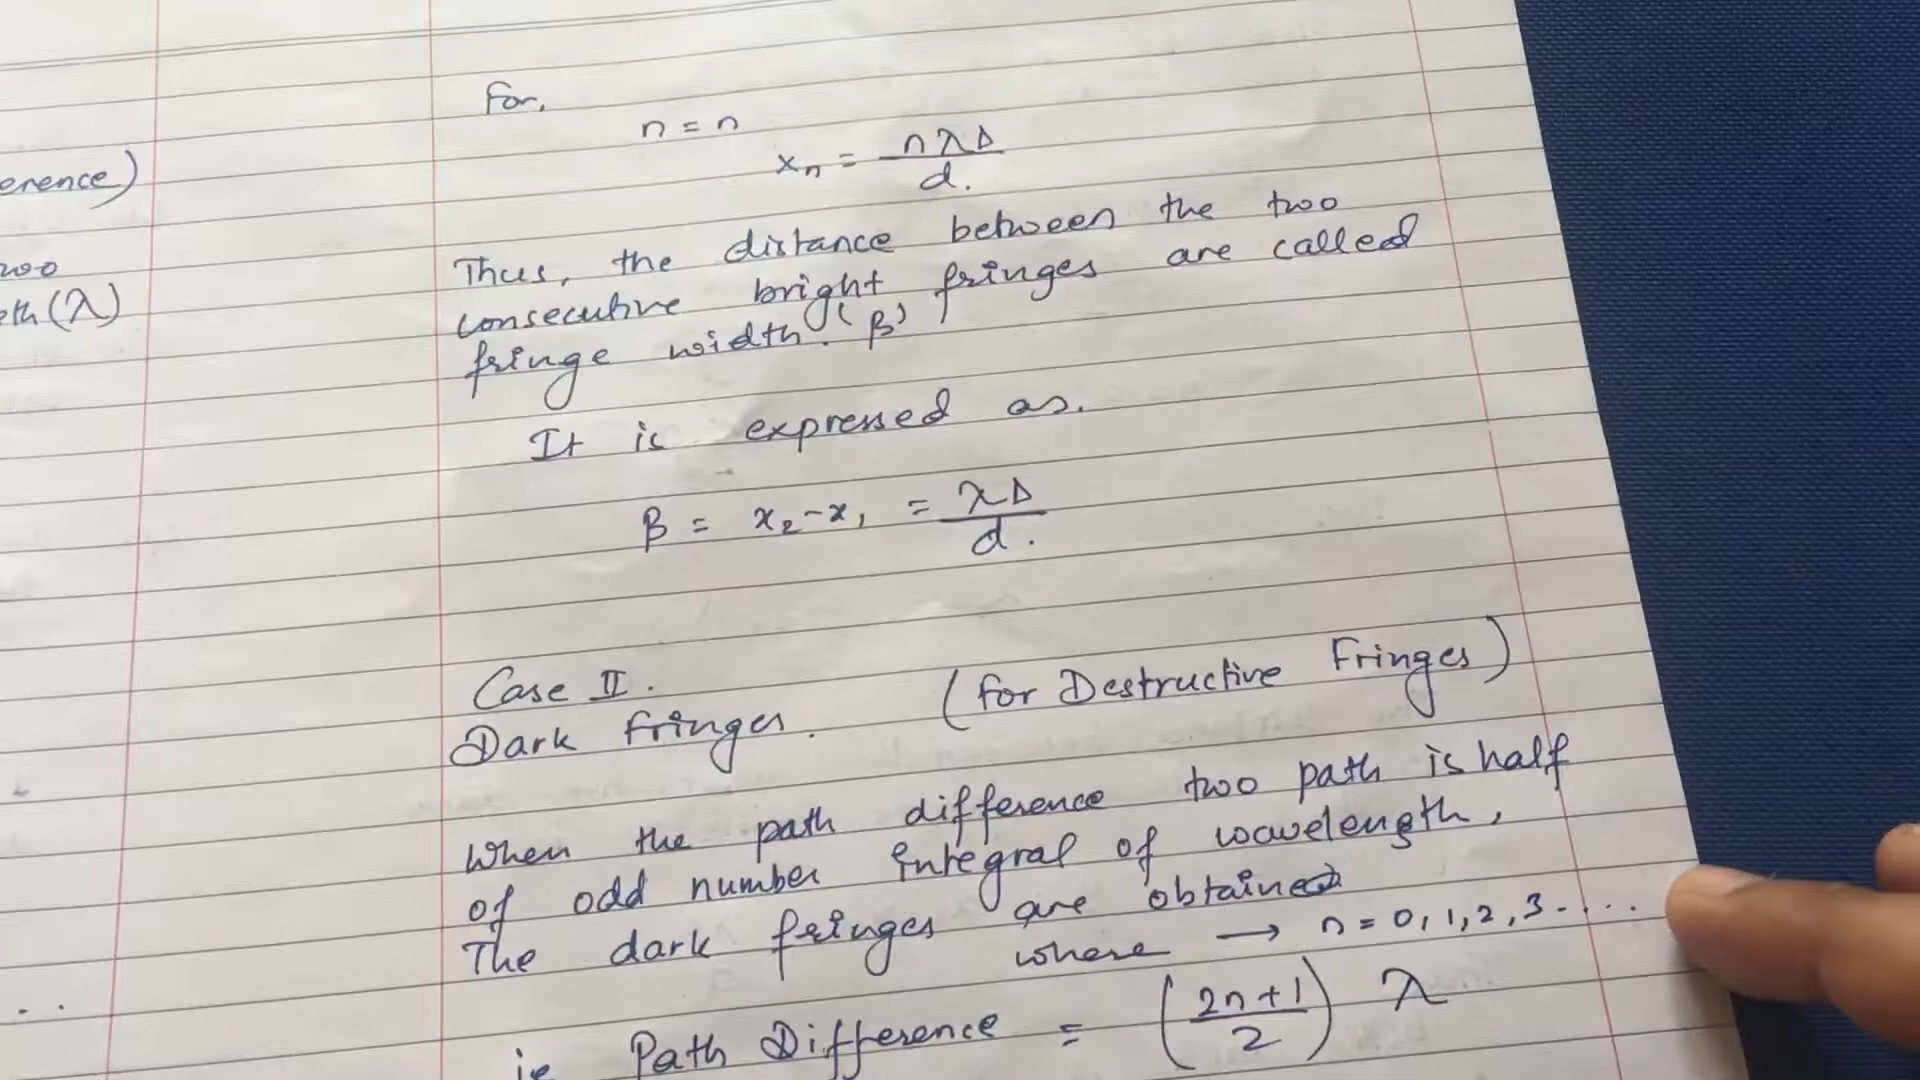 erence)
two
gth (λ)
For,
n = n
xₙ = nλD/d.
Thus, the distance between the two
consecutive bright fringes are called
fringe width. (β)
It is expressed as.
β = x₂-x₁ = λD/d.
Case II.
Dark Fringes. (for Destructive Fringes)
When the path difference two path is half
of odd number integral of wavelength,
The dark fringes are obtained
where → n = 0, 1, 2, 3 - ....
ie Path Difference = (2n+1/2) λ